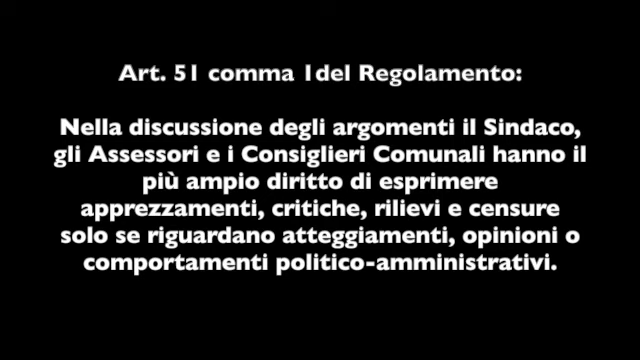 Art. 51 comma 1del Regolamento:
Nella discussione degli argomenti il Sindaco,
gli Assessori e i Consiglieri Comunali hanno il
più ampio diritto di esprimere
apprezzamenti, critiche, rilievi e censure
solo se riguardano atteggiamenti, opinioni o
comportamenti politico-amministrativi.